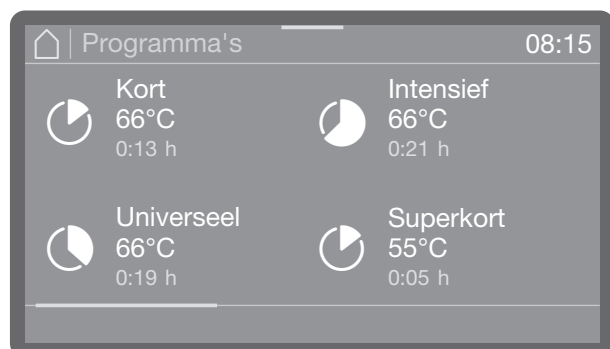 Programma's 08:15
Kort
66°C
0:13 h
Intensief
66°C
0:21 h
Universeel
66°C
0:19 h
Superkort
55°C
0:05 h